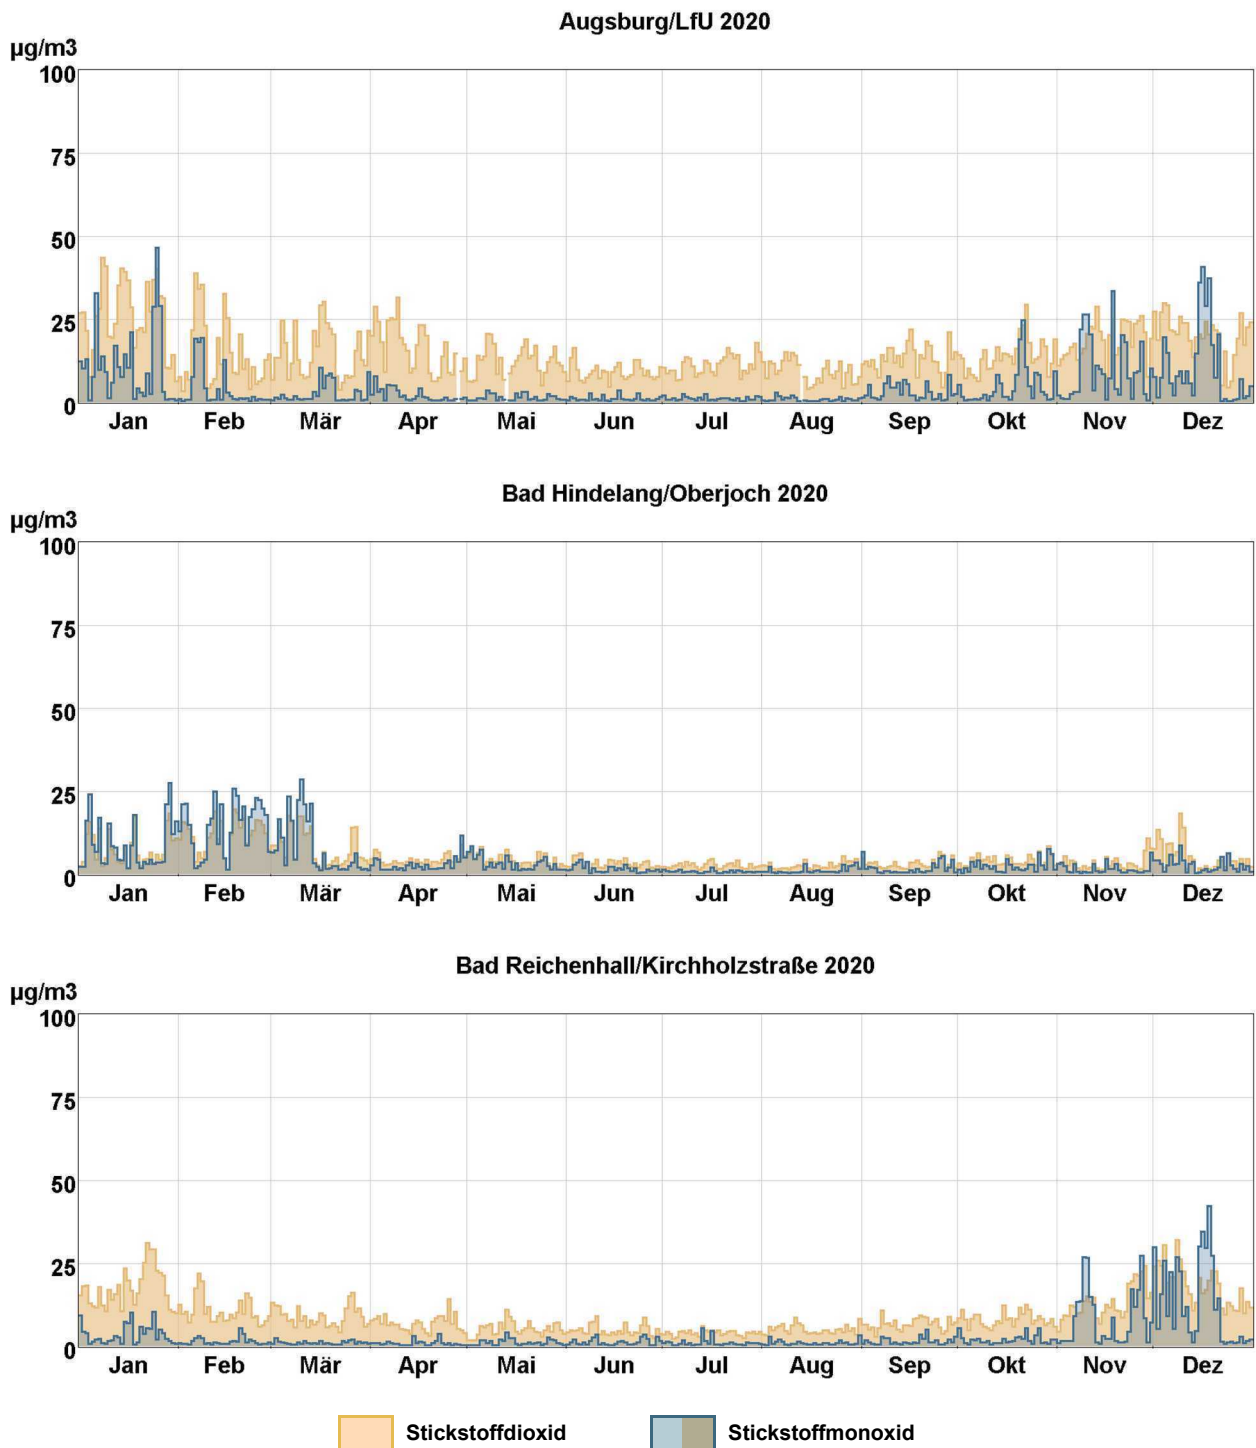 Augsburg/LfU 2020
µg/m3
100
75
50
25
0
Jan Feb Mär Apr Mai Jun Jul Aug Sep Okt Nov Dez
Bad Hindelang/Oberjoch 2020
µg/m3
100
75
50
25
0
Jan Feb Mär Apr Mai Jun Jul Aug Sep Okt Nov Dez
Bad Reichenhall/Kirchholzstraße 2020
µg/m3
100
75
50
25
0
Jan Feb Mär Apr Mai Jun Jul Aug Sep Okt Nov Dez
Stickstoffdioxid Stickstoffmonoxid